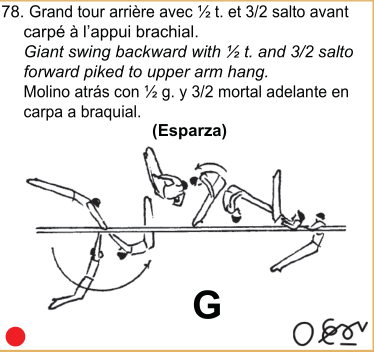 78. Grand tour arrière avec ½ t. et 3/2 salto avant
carpé à l'appui brachial.
Giant swing backward with ½ t. and 3/2 salto
forward piked to upper arm hang.
Molino atrás con ½ g. y 3/2 mortal adelante en
carpa a braquial.
(Esparza)
G